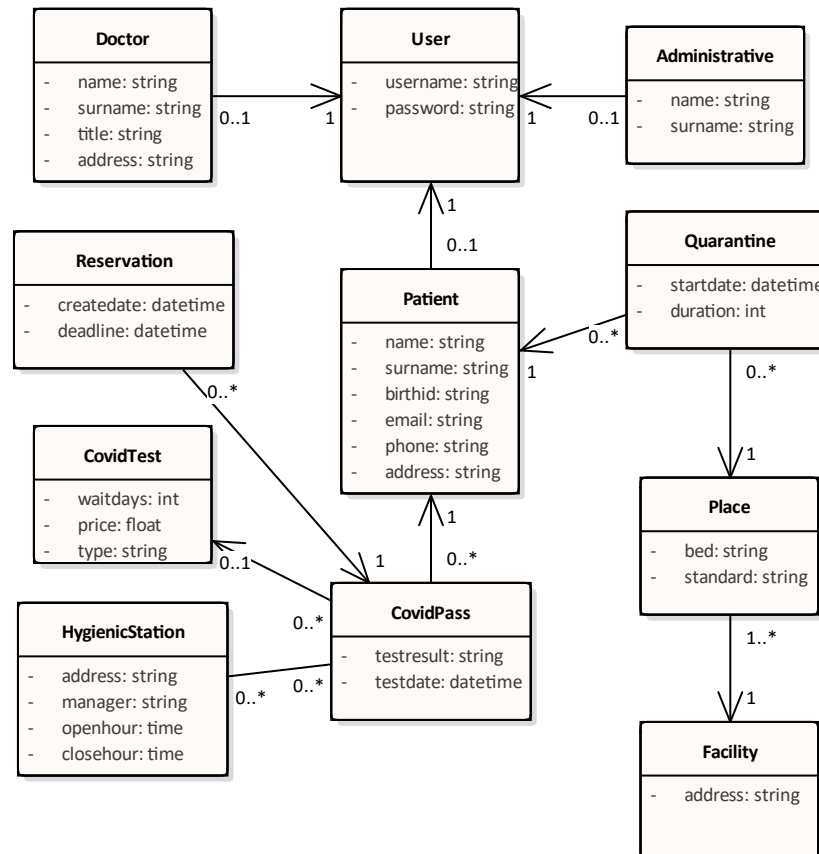 Doctor
- name: string
- surname: string
- title: string
- address: string
0..1
1
User
- username: string
- password: string
1
0..1
Administrative
- name: string
- surname: string
1
0..1
Reservation
- createdate: datetime
- deadline: datetime
0..*
1
Patient
- name: string
- surname: string
- birthid: string
- email: string
- phone: string
- address: string
Quarantine
- startdate: datetime
- duration: int
0..*
1
0..*
1
CovidTest
- waitdays: int
- price: float
- type: string
0..1
0..*
1
0..*
Place
- bed: string
- standard: string
1..*
1
HygienicStation
- address: string
- manager: string
- openhour: time
- closehour: time
0..*
0..*
CovidPass
- testresult: string
- testdate: datetime
Facility
- address: string